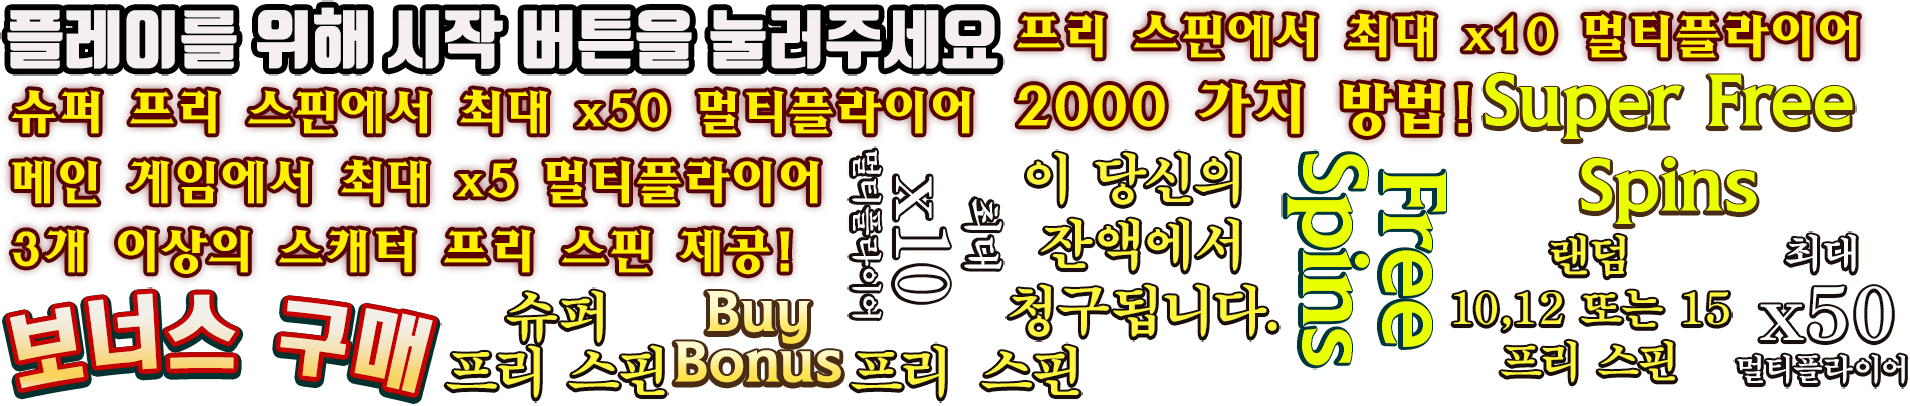 플레이를 위해 시작 버튼을 눌러주세요
프리 스핀에서 최대 x10 멀티플라이어
슈퍼 프리 스핀에서 최대 x50 멀티플라이어
2000 가지 방법!
Super Free
Spins
메인 게임에서 최대 x5 멀티플라이어
3개 이상의 스캐터 프리 스핀 제공!
최대
x10
멀티플라이어
이 당신의
잔액에서
청구됩니다.
Free
Spins
랜덤
10,12 또는 15
프리 스핀
최대
x50
멀티플라이어
보너스 구매
슈퍼
프리 스핀
Buy
Bonus
프리 스핀